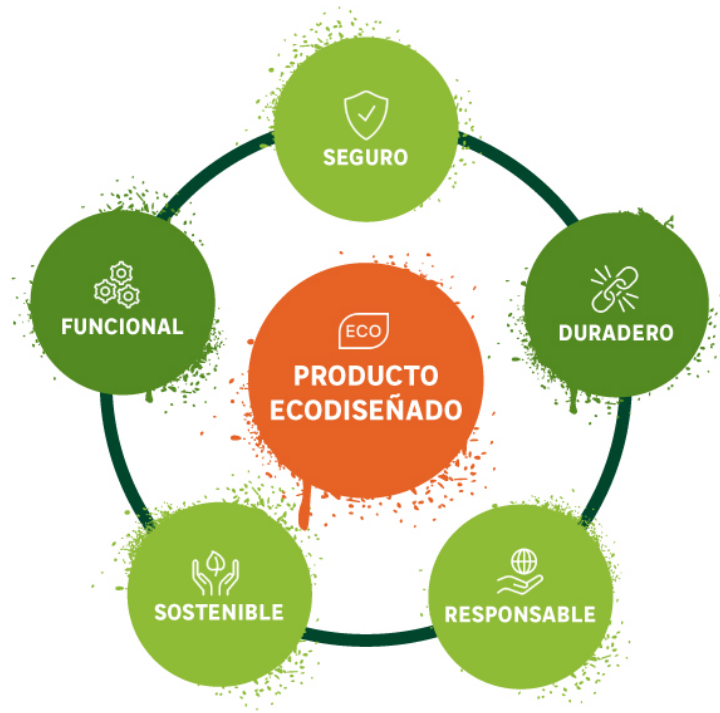 SEGURO
FUNCIONAL
DURADERO
ECO
PRODUCTO
ECODISEÑADO
SOSTENIBLE
RESPONSABLE